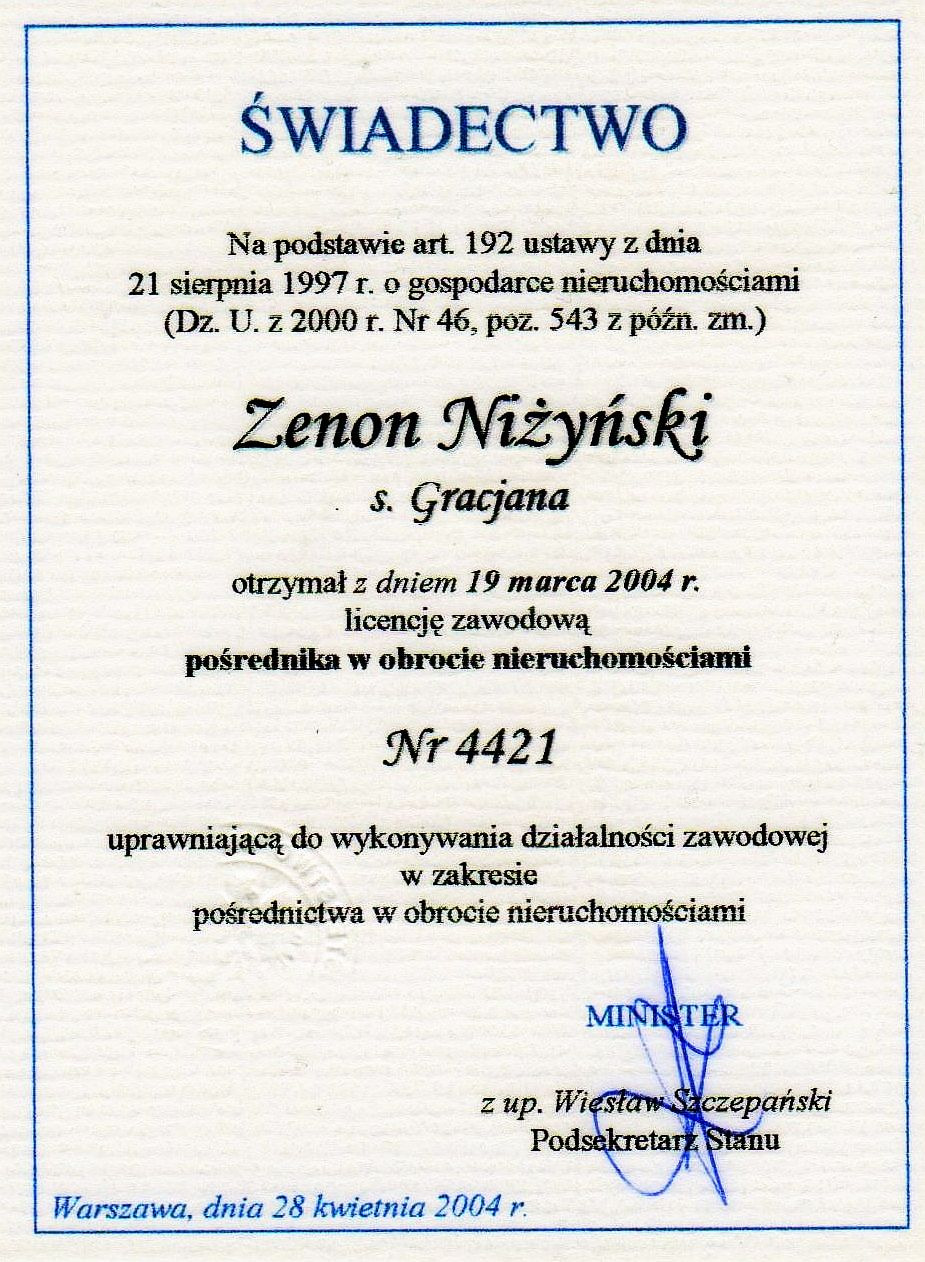 ŚWIADECTWO
Na podstawie art. 192 ustawy z dnia
21 sierpnia 1997 r. o gospodarce nieruchomościami
(Dz. U. z 2000 r. Nr 46, poz. 543 z późn. zm.)
Zenon Niżyński
s. Gracjana
otrzymał z dniem 19 marca 2004 r.
licencję zawodową
pośrednika w obrocie nieruchomościami
Nr 4421
uprawniającą do wykonywania działalności zawodowej
w zakresie
pośrednictwa w obrocie nieruchomościami
MINISTER
z up. Wiesław Szczepański
Podsekretarz Stanu
Warszawa, dnia 28 kwietnia 2004 r.